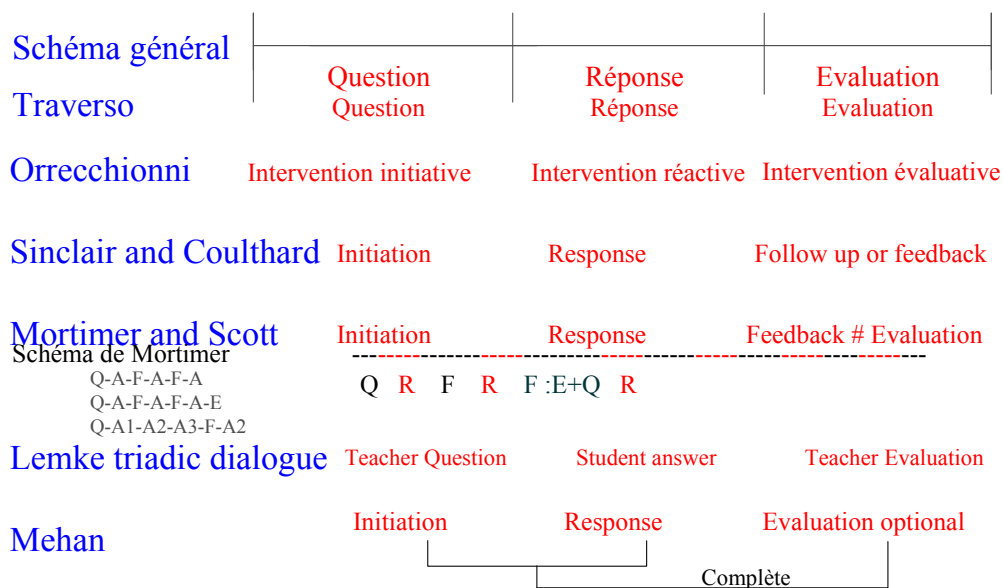 Schéma général
Question Réponse Evaluation
Traverso Question Réponse Evaluation
Orrecchionni Intervention initiative Intervention réactive Intervention évaluative
Sinclair and Coulthard Initiation Response Follow up or feedback
Mortimer and Scott Initiation Response Feedback # Evaluation
Schéma de Mortimer
Q-A-F-A-F-A Q R F R F :E+Q R
Q-A-F-A-F-A-E
Q-A1-A2-A3-F-A2
Lemke triadic dialogue Teacher Question Student answer Teacher Evaluation
Mehan Initiation Response Evaluation optional
Complète